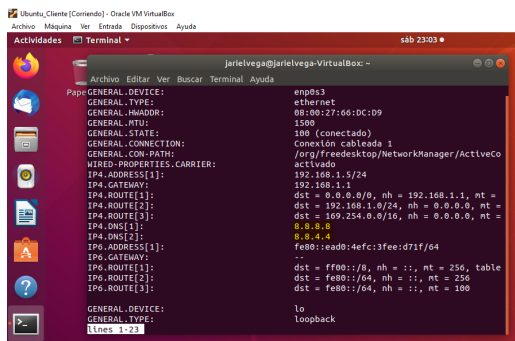 Ubuntu_Cliente [Corriendo] - Oracle VM VirtualBox
Archivo Máquina Ver Entrada Dispositivos Ayuda
Actividades Terminal sáb 23:03
jarielvega@jarielvega-VirtualBox: ~
Archivo Editar Ver Buscar Terminal Ayuda
Pape
GENERAL.DEVICE: enp0s3
GENERAL.TYPE: ethernet
GENERAL.HWADDR: 08:00:27:66:DC:D9
GENERAL.MTU: 1500
GENERAL.STATE: 100 (conectado)
GENERAL.CONNECTION: Conexión cableada 1
GENERAL.CON-PATH: /org/freedesktop/NetworkManager/ActiveCo
WIRED-PROPERTIES.CARRIER: activado
IP4.ADDRESS[1]: 192.168.1.5/24
IP4.GATEWAY: 192.168.1.1
IP4.ROUTE[1]: dst = 0.0.0.0/0, nh = 192.168.1.1, mt =
IP4.ROUTE[2]: dst = 192.168.1.0/24, nh = 0.0.0.0, mt =
IP4.ROUTE[3]: dst = 169.254.0.0/16, nh = 0.0.0.0, mt =
IP4.DNS[1]: 8.8.8.8
IP4.DNS[2]: 8.8.4.4
IP6.ADDRESS[1]: fe80::ead0:4efc:3fee:d71f/64
IP6.GATEWAY: --
IP6.ROUTE[1]: dst = ff00::/8, nh = ::, mt = 256, table
IP6.ROUTE[2]: dst = fe80::/64, nh = ::, mt = 256
IP6.ROUTE[3]: dst = fe80::/64, nh = ::, mt = 100
GENERAL.DEVICE: lo
GENERAL.TYPE: loopback
lines 1-23